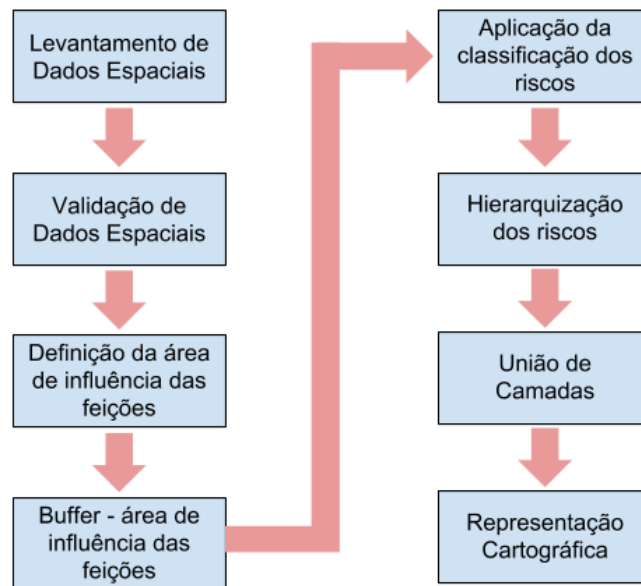 Levantamento de
Dados Espaciais
Validação de
Dados Espaciais
Definição da área
de influência das
feições
Buffer - área de
influência das
feições
Aplicação da
classificação dos
riscos
Hierarquização
dos riscos
União de
Camadas
Representação
Cartográfica